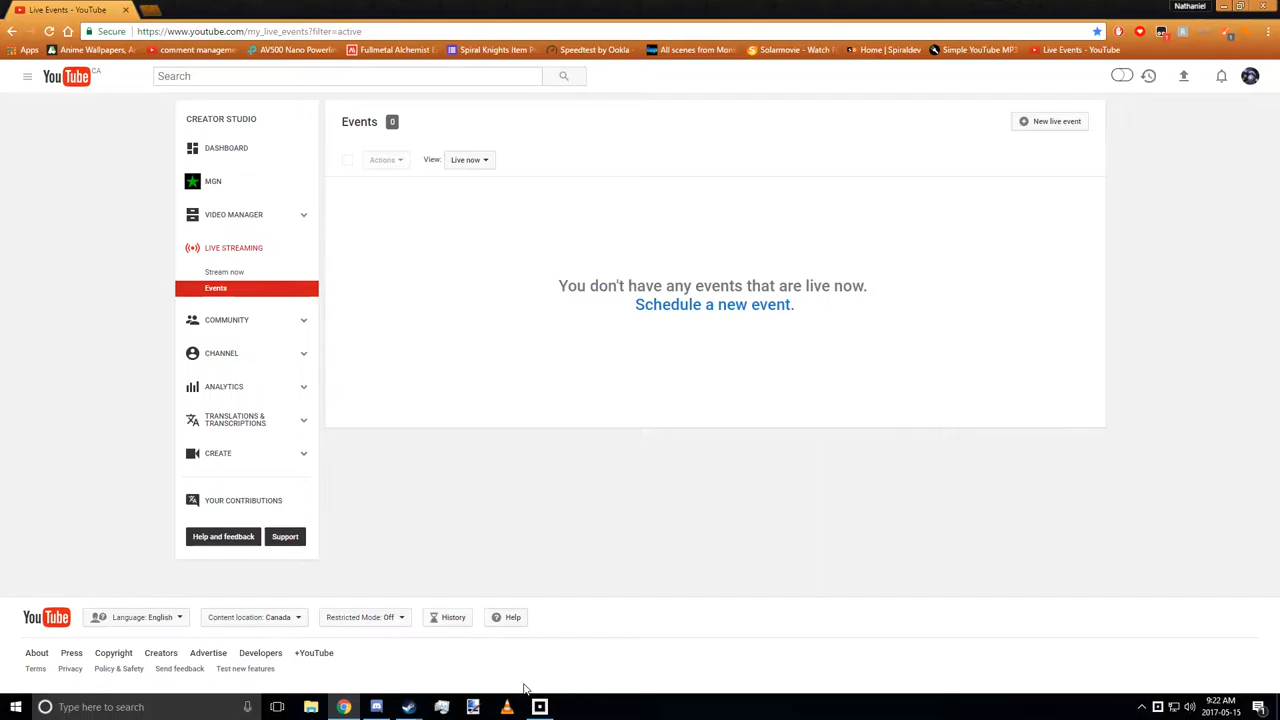 Live Events - YouTube
Nathaniel
Secure
https://www.youtube.com/my_live_events?filter=active
Apps
Anime Wallpapers,
comment manageme
AV500 Nano Powerlin
Fullmetal Alchemist E
Spiral Knights Item P
Speedtest by Ookla -
All scenes from Mont
Solarmovie - Watch F
Home | Spiraldev
Simple YouTube MP3
Live Events - YouTube
YouTube CA
Search
CREATOR STUDIO
Events 0
New live event
DASHBOARD
Actions
View:
Live now
MGN
VIDEO MANAGER
LIVE STREAMING
Stream now
Events
You don't have any events that are live now.
Schedule a new event.
COMMUNITY
CHANNEL
ANALYTICS
TRANSLATIONS &
TRANSCRIPTIONS
CREATE
YOUR CONTRIBUTIONS
Help and feedback
Support
YouTube
Language: English
Content location: Canada
Restricted Mode: Off
History
Help
About Press Copyright Creators Advertise Developers +YouTube
Terms Privacy Policy & Safety Send feedback Test new features
Type here to search
9:22 AM
2017-05-15
1